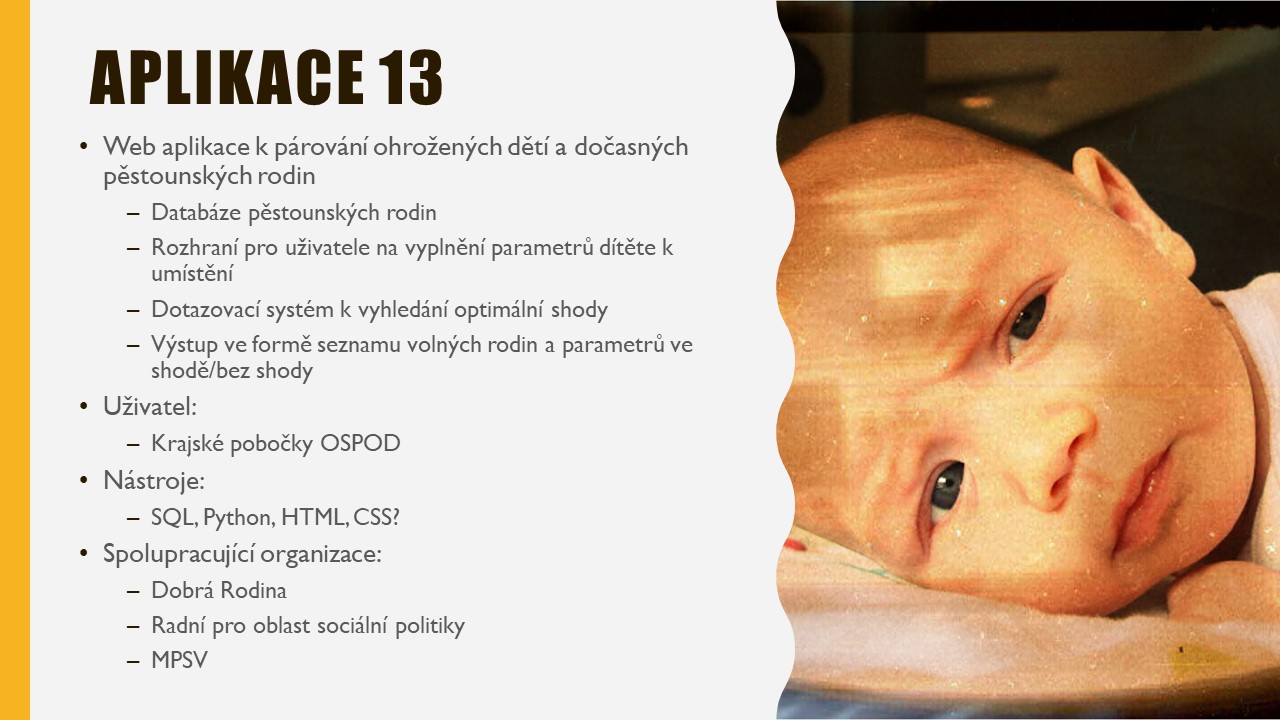 APLIKACE 13
• Web aplikace k párování ohrožených dětí a dočasných
pěstounských rodin
– Databáze pěstounských rodin
– Rozhraní pro uživatele na vyplnění parametrů dítěte k
umístění
– Dotazovací systém k vyhledání optimální shody
– Výstup ve formě seznamu volných rodin a parametrů ve
shodě/bez shody
• Uživatel:
– Krajské pobočky OSPOD
• Nástroje:
– SQL, Python, HTML, CSS?
• Spolupracující organizace:
– Dobrá Rodina
– Radní pro oblast sociální politiky
– MPSV